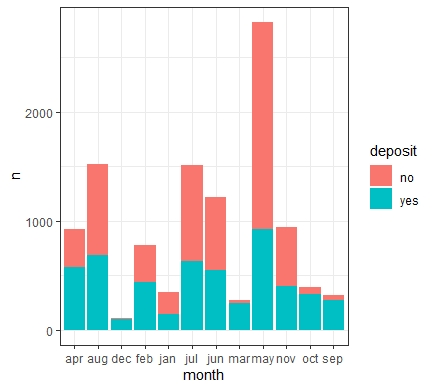 2000
1000
0
n
apr aug dec feb jan jul jun mar may nov oct sep
month
deposit
no
yes